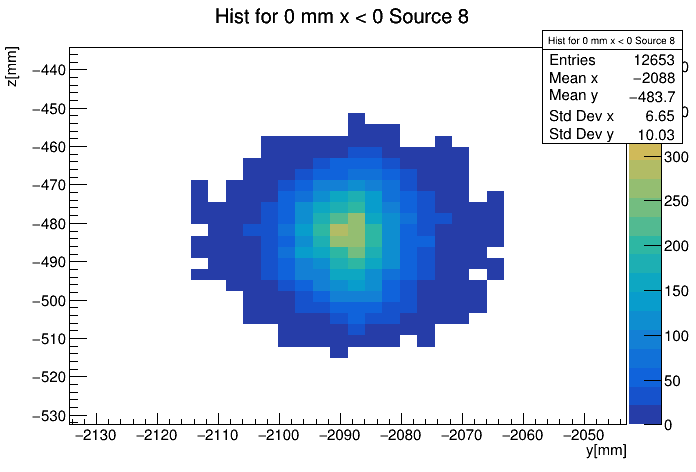 Hist for 0 mm x < 0 Source 8
z[mm]
Hist for 0 mm x < 0 Source 8
Entries 12653
Mean x −2088
Mean y −483.7
Std Dev x 6.65
Std Dev y 10.03
−440
−450
−460
−470
−480
−490
−500
−510
−520
−530
300
250
200
150
100
50
0
−2130 −2120 −2110 −2100 −2090 −2080 −2070 −2060 −2050
y[mm]